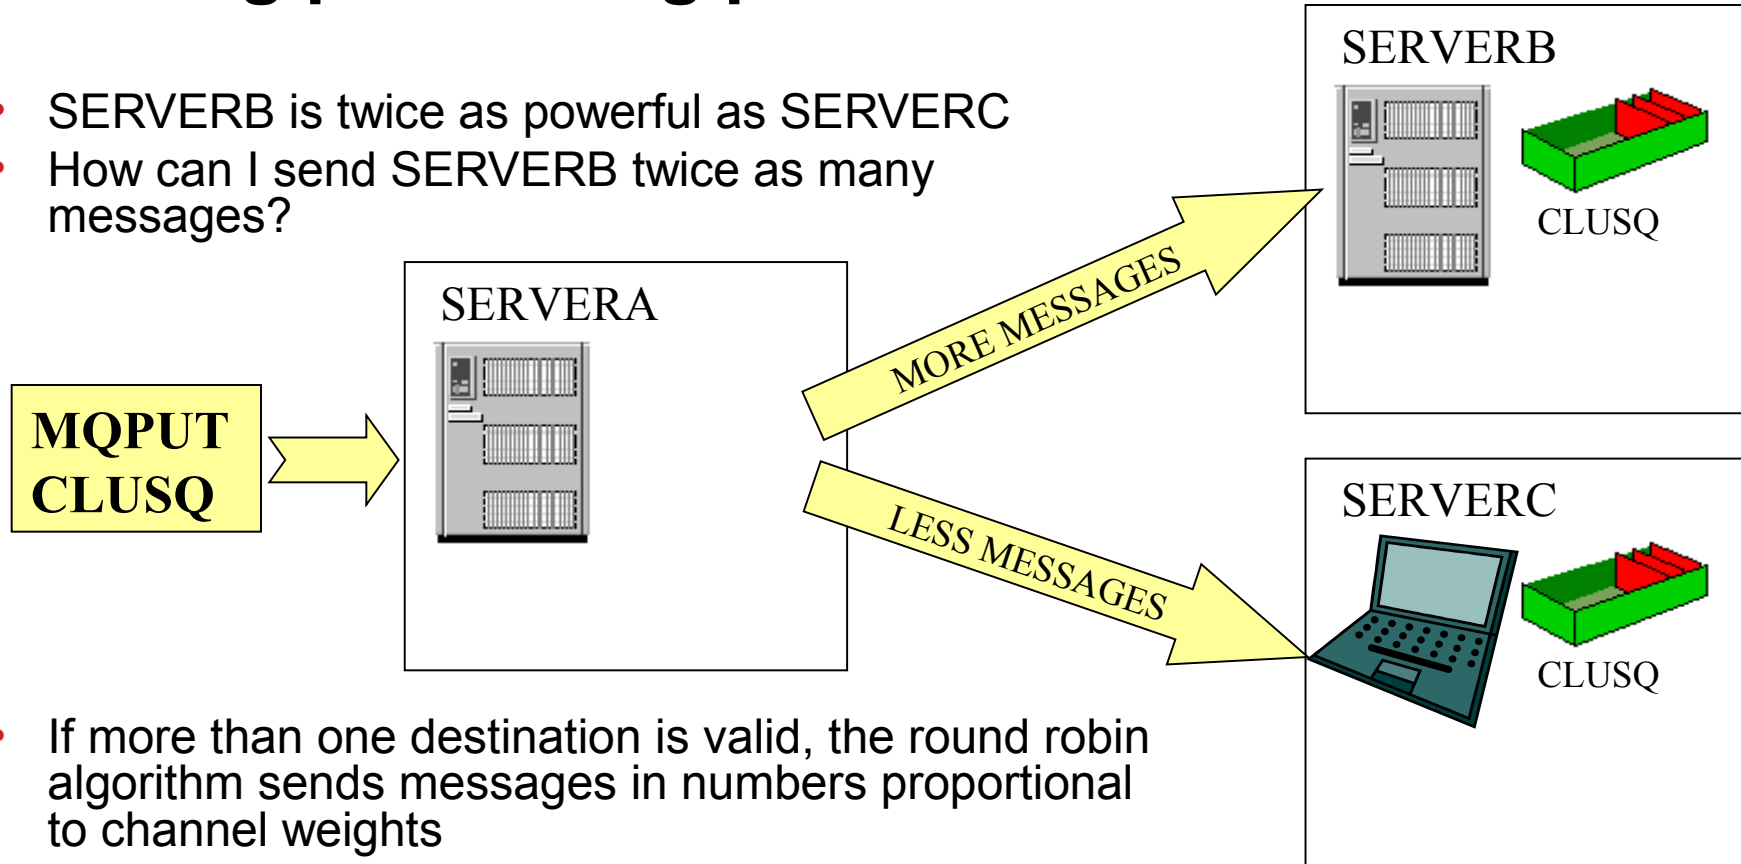 • SERVERB is twice as powerful as SERVERC
• How can I send SERVERB twice as many
messages?
SERVERB
CLUSQ
SERVERA
MORE MESSAGES
MQPUT
CLUSQ
LESS MESSAGES
SERVERC
CLUSQ
• If more than one destination is valid, the round robin
algorithm sends messages in numbers proportional
to channel weights